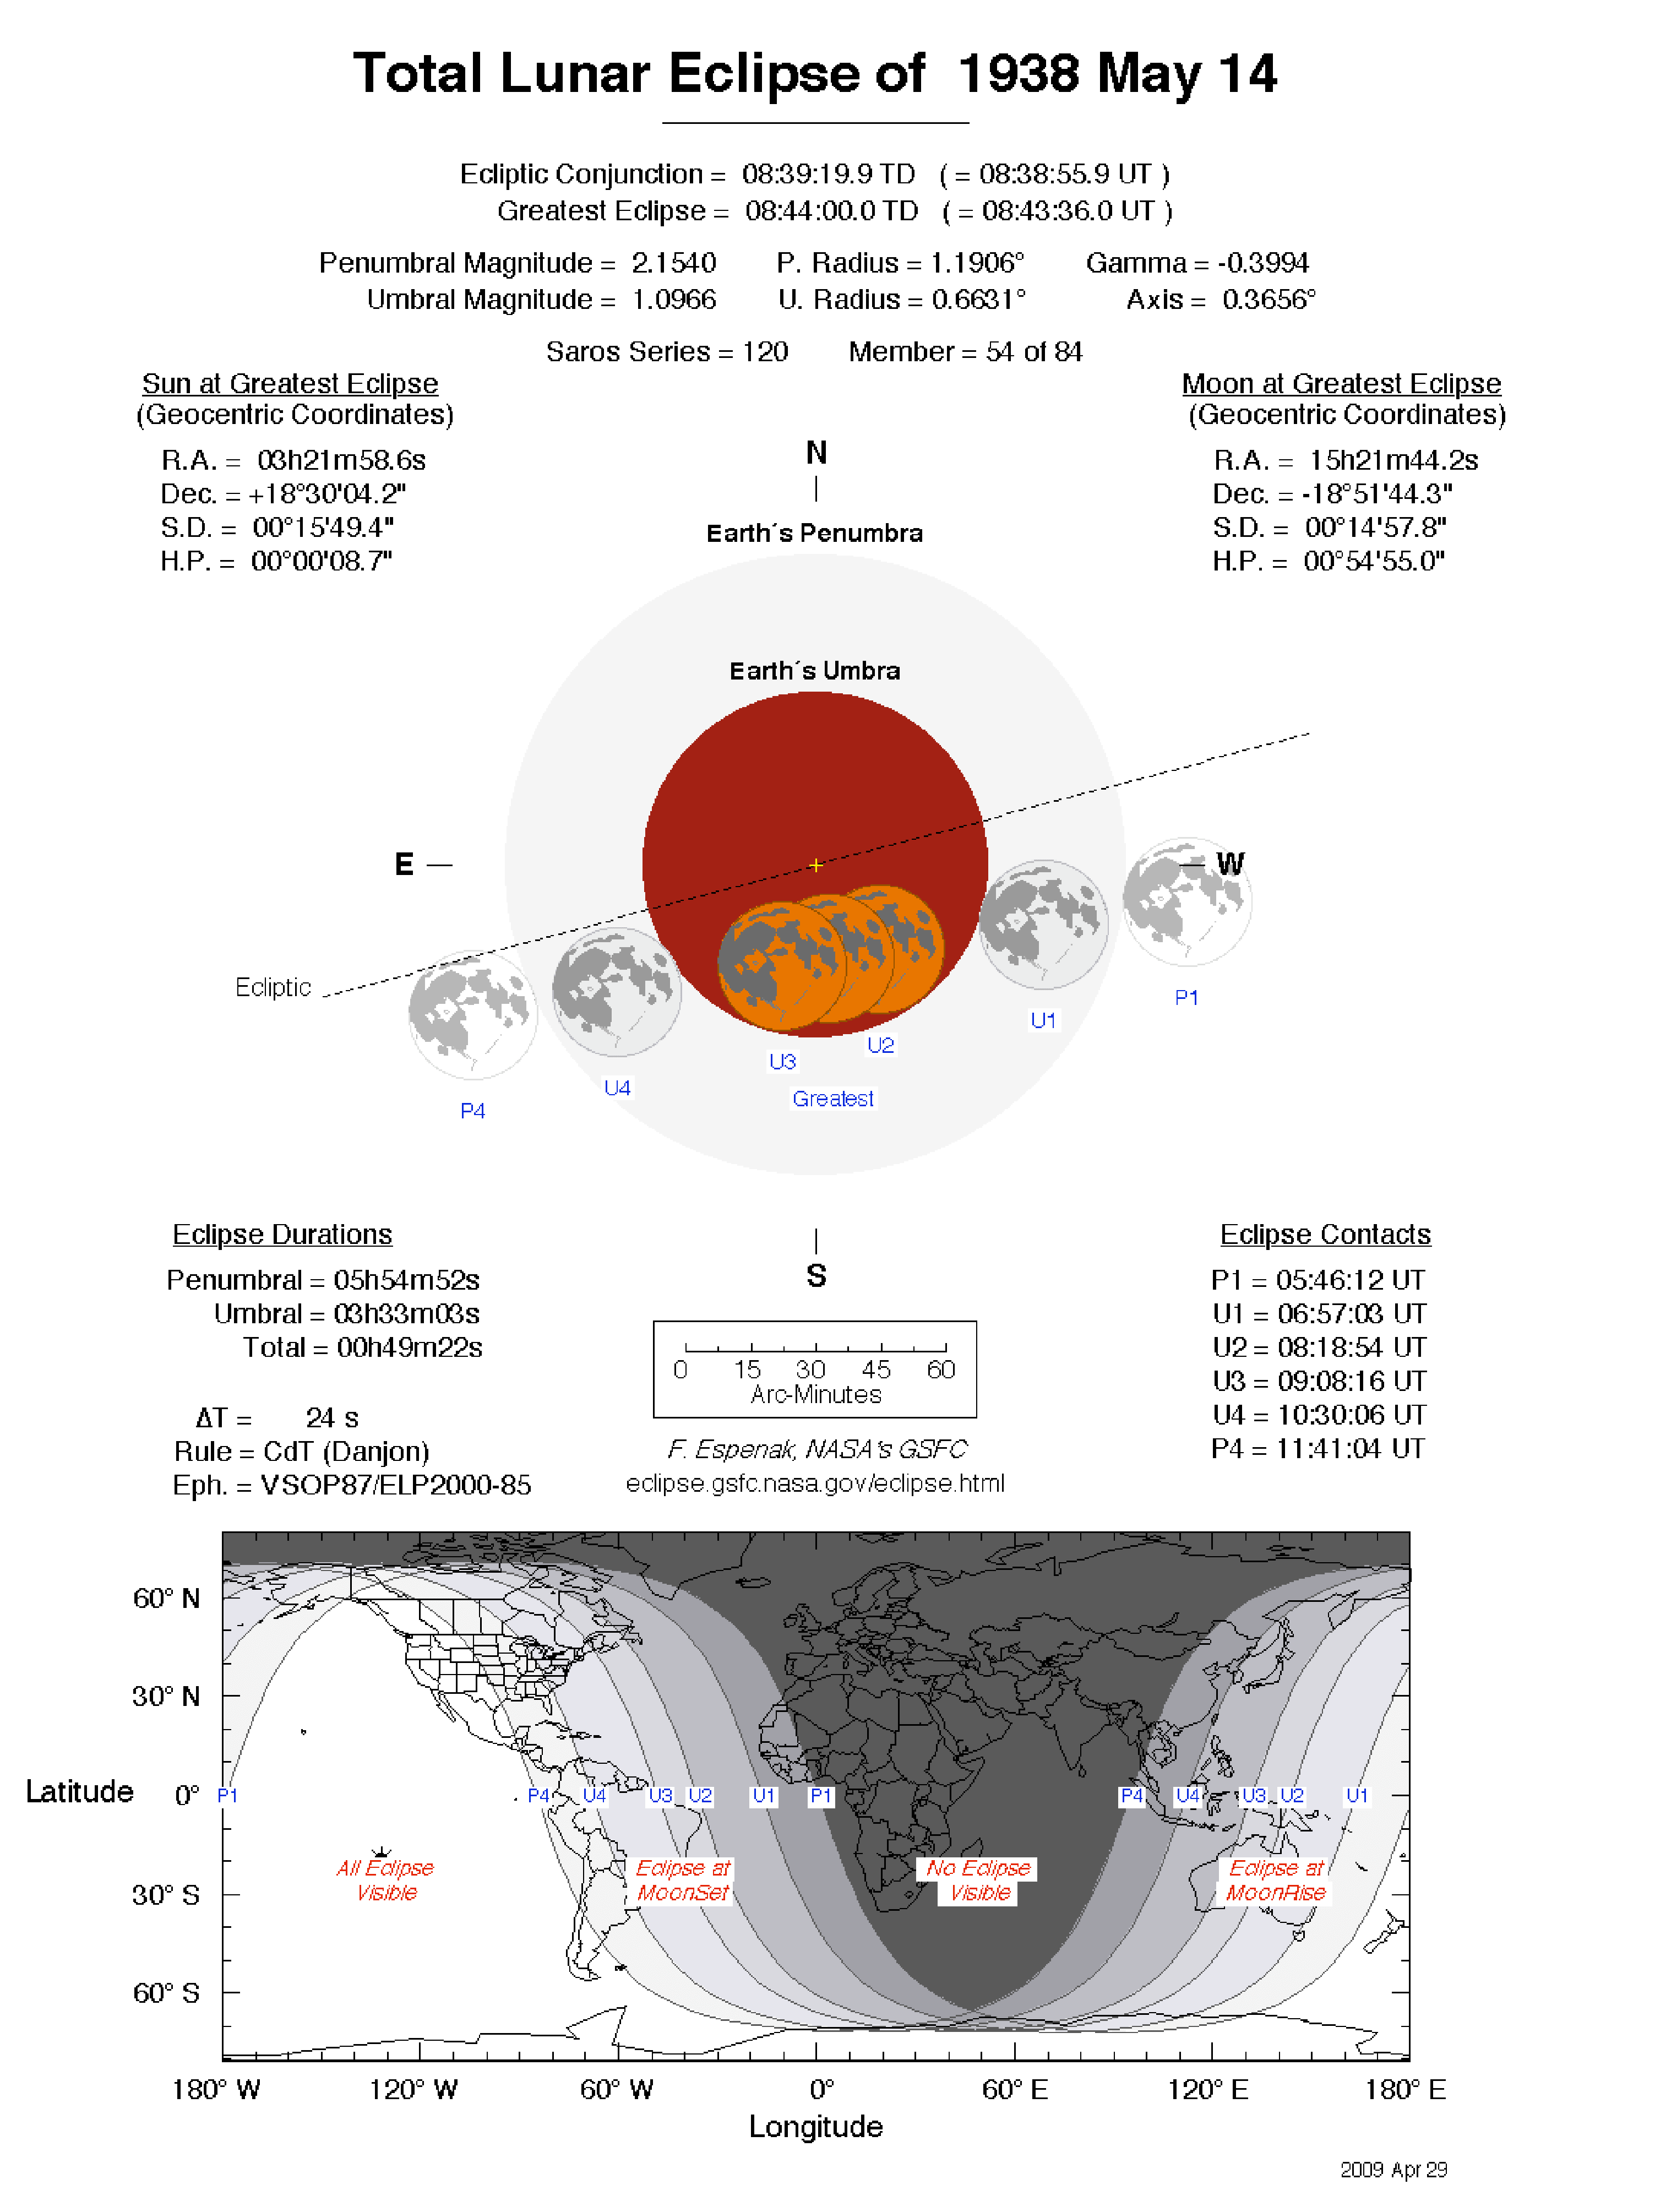 Total Lunar Eclipse of 1938 May 14
Ecliptic Conjunction = 08:39:19.9 TD ( = 08:38:55.9 UT )
Greatest Eclipse = 08:44:00.0 TD ( = 08:43:36.0 UT )
Penumbral Magnitude = 2.1540 P. Radius = 1.1906° Gamma = -0.3994
Umbral Magnitude = 1.0966 U. Radius = 0.6631° Axis = 0.3656°
Saros Series = 120 Member = 54 of 84
Sun at Greatest Eclipse
(Geocentric Coordinates)
R.A. = 03h21m58.6s
Dec. = +18°30'04.2"
S.D. = 00°15'49.4"
H.P. = 00°00'08.7"
Moon at Greatest Eclipse
(Geocentric Coordinates)
R.A. = 15h21m44.2s
Dec. = -18°51'44.3"
S.D. = 00°14'57.8"
H.P. = 00°54'55.0"
N
Earth´s Penumbra
Earth´s Umbra
E
W
Ecliptic
P1
U1
U2
U3
Greatest
U4
P4
S
Eclipse Durations
Penumbral = 05h54m52s
Umbral = 03h33m03s
Total = 00h49m22s
ΔT = 24 s
Rule = CdT (Danjon)
Eph. = VSOP87/ELP2000-85
0 15 30 45 60
Arc-Minutes
F. Espenak, NASA's GSFC
eclipse.gsfc.nasa.gov/eclipse.html
Eclipse Contacts
P1 = 05:46:12 UT
U1 = 06:57:03 UT
U2 = 08:18:54 UT
U3 = 09:08:16 UT
U4 = 10:30:06 UT
P4 = 11:41:04 UT
60° N
30° N
Latitude 0°
30° S
60° S
P1 P4 U4 U3 U2 U1 P1 P4 U4 U3 U2 U1
All Eclipse
Visible
Eclipse at
MoonSet
No Eclipse
Visible
Eclipse at
MoonRise
180° W 120° W 60° W 0° 60° E 120° E 180° E
Longitude
2009 Apr 29